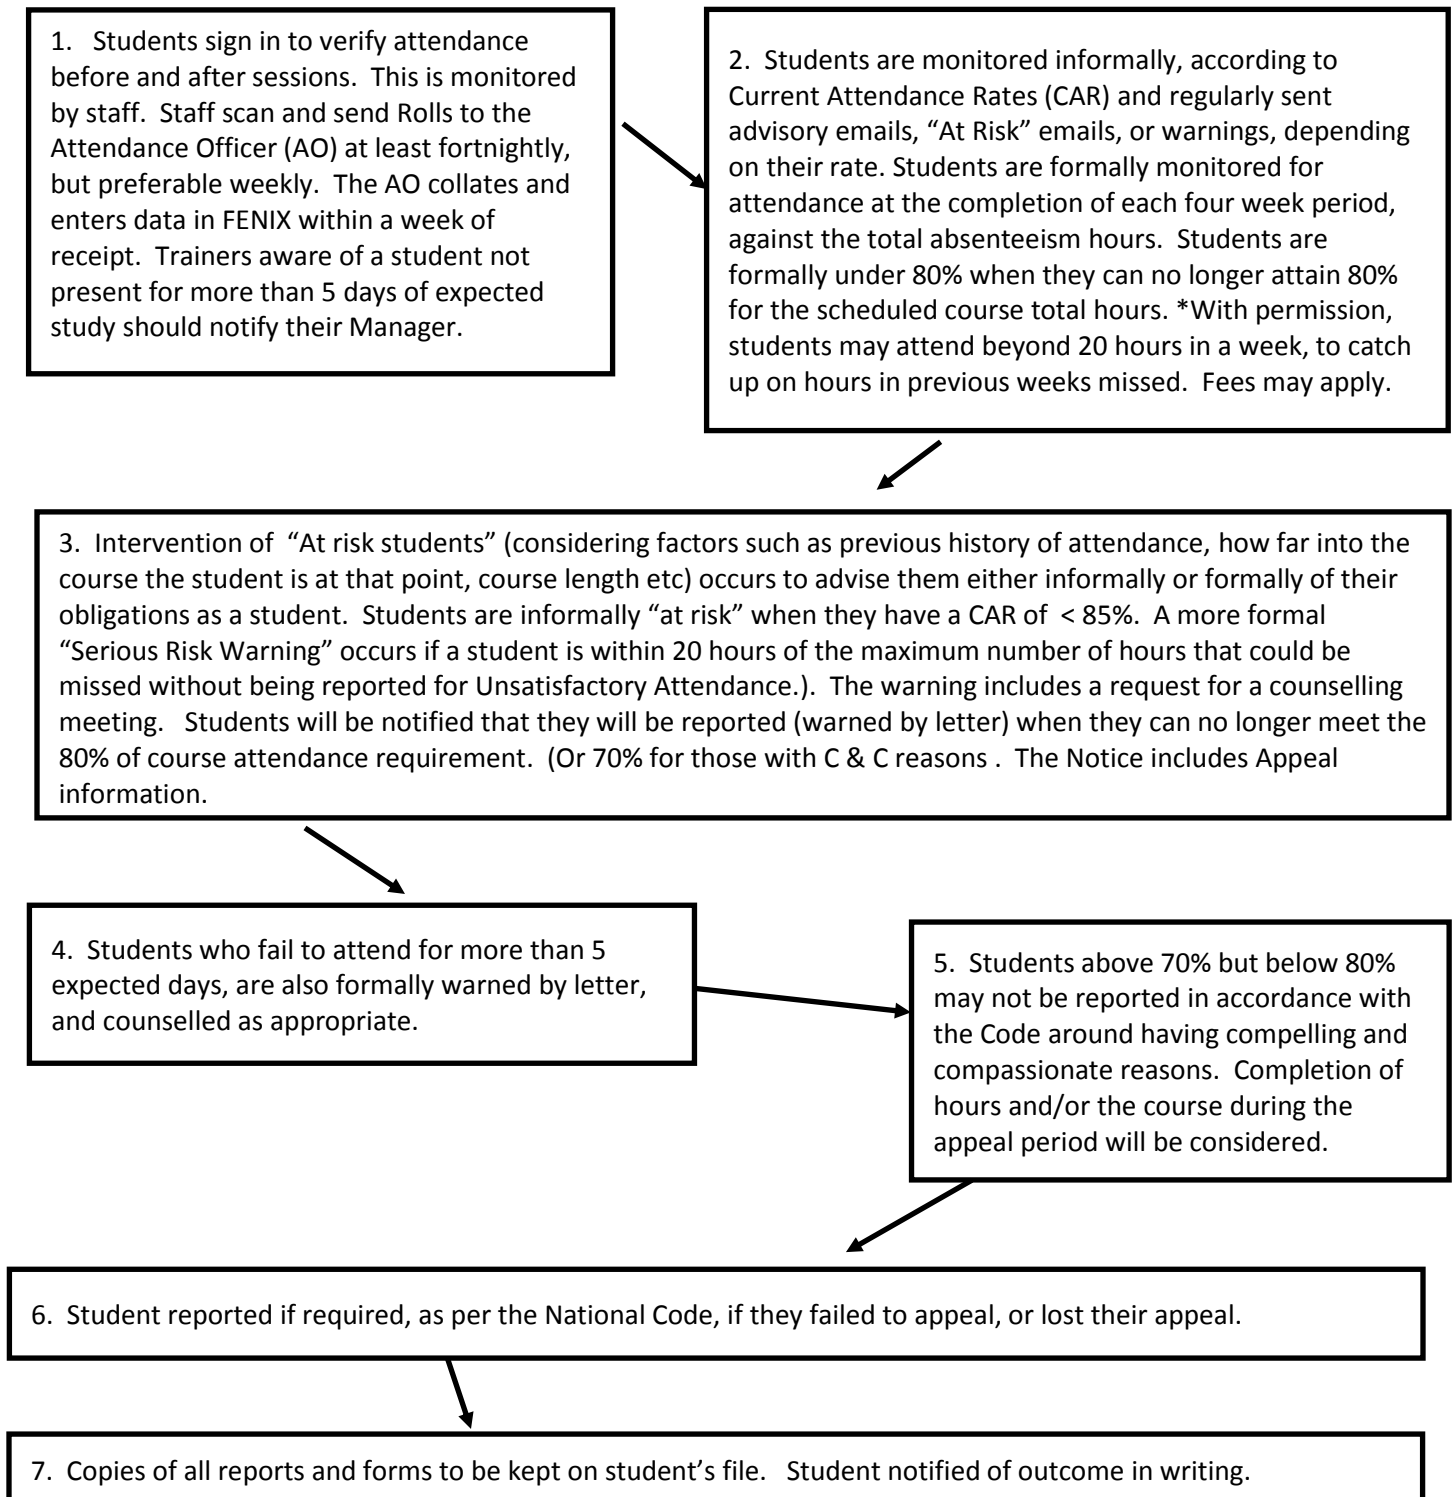 1. Students sign in to verify attendance
before and after sessions. This is monitored
by staff. Staff scan and send Rolls to the
Attendance Officer (AO) at least fortnightly,
but preferable weekly. The AO collates and
enters data in FENIX within a week of
receipt. Trainers aware of a student not
present for more than 5 days of expected
study should notify their Manager.
2. Students are monitored informally, according to
Current Attendance Rates (CAR) and regularly sent
advisory emails, “At Risk” emails, or warnings, depending
on their rate. Students are formally monitored for
attendance at the completion of each four week period,
against the total absenteeism hours. Students are
formally under 80% when they can no longer attain 80%
for the scheduled course total hours. *With permission,
students may attend beyond 20 hours in a week, to catch
up on hours in previous weeks missed. Fees may apply.
3. Intervention of “At risk students” (considering factors such as previous history of attendance, how far into the
course the student is at that point, course length etc) occurs to advise them either informally or formally of their
obligations as a student. Students are informally “at risk” when they have a CAR of < 85%. A more formal
“Serious Risk Warning” occurs if a student is within 20 hours of the maximum number of hours that could be
missed without being reported for Unsatisfactory Attendance.). The warning includes a request for a counselling
meeting. Students will be notified that they will be reported (warned by letter) when they can no longer meet the
80% of course attendance requirement. (Or 70% for those with C & C reasons . The Notice includes Appeal
information.
4. Students who fail to attend for more than 5
expected days, are also formally warned by letter,
and counselled as appropriate.
5. Students above 70% but below 80%
may not be reported in accordance with
the Code around having compelling and
compassionate reasons. Completion of
hours and/or the course during the
appeal period will be considered.
6. Student reported if required, as per the National Code, if they failed to appeal, or lost their appeal.
7. Copies of all reports and forms to be kept on student’s file. Student notified of outcome in writing.